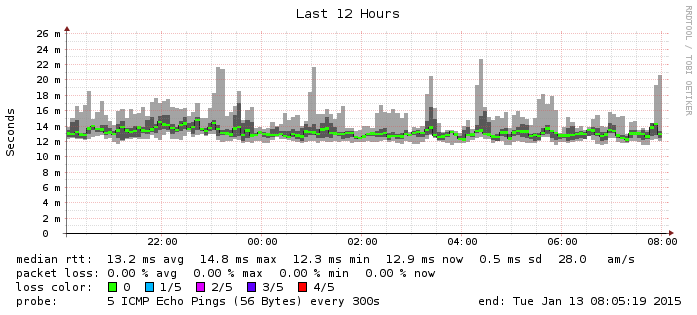 Last 12 Hours
RRDTOOL / TOBI OETIKER
Seconds
26 m
24 m
22 m
20 m
18 m
16 m
14 m
12 m
10 m
8 m
6 m
4 m
2 m
0
22:00 00:00 02:00 04:00 06:00 08:00
median rtt: 13.2 ms avg 14.8 ms max 12.3 ms min 12.9 ms now 0.5 ms sd 28.0 am/s
packet loss: 0.00 % avg 0.00 % max 0.00 % min 0.00 % now
loss color: 0 1/5 2/5 3/5 4/5
probe: 5 ICMP Echo Pings (56 Bytes) every 300s end: Tue Jan 13 08:05:19 2015